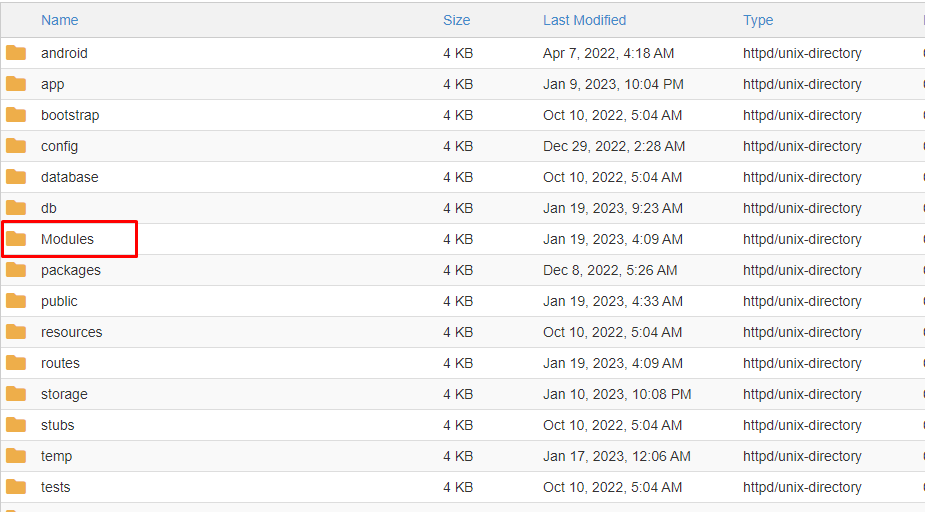 Name Size Last Modified Type
android 4 KB Apr 7, 2022, 4:18 AM httpd/unix-directory
app 4 KB Jan 9, 2023, 10:04 PM httpd/unix-directory
bootstrap 4 KB Oct 10, 2022, 5:04 AM httpd/unix-directory
config 4 KB Dec 29, 2022, 2:28 AM httpd/unix-directory
database 4 KB Oct 10, 2022, 5:04 AM httpd/unix-directory
db 4 KB Jan 19, 2023, 9:23 AM httpd/unix-directory
Modules 4 KB Jan 19, 2023, 4:09 AM httpd/unix-directory
packages 4 KB Dec 8, 2022, 5:26 AM httpd/unix-directory
public 4 KB Jan 19, 2023, 4:33 AM httpd/unix-directory
resources 4 KB Oct 10, 2022, 5:04 AM httpd/unix-directory
routes 4 KB Jan 19, 2023, 4:09 AM httpd/unix-directory
storage 4 KB Jan 10, 2023, 10:08 PM httpd/unix-directory
stubs 4 KB Oct 10, 2022, 5:04 AM httpd/unix-directory
temp 4 KB Jan 17, 2023, 12:06 AM httpd/unix-directory
tests 4 KB Oct 10, 2022, 5:04 AM httpd/unix-directory